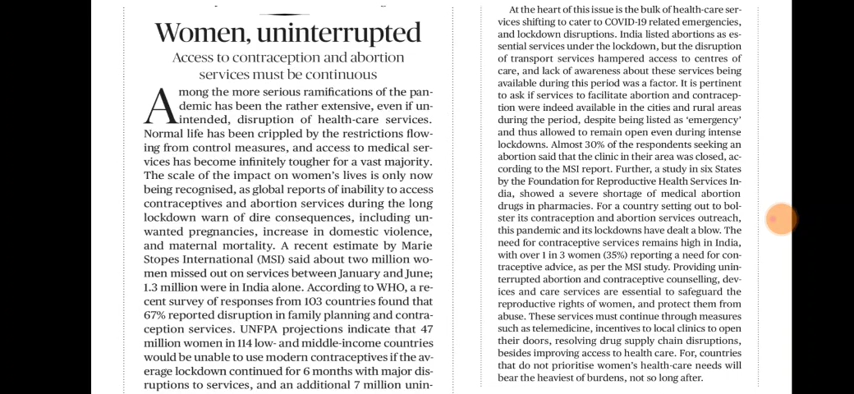 Women, uninterrupted
Access to contraception and abortion
services must be continuous
Among the more serious ramifications of the pan-
demic has been the rather extensive, even if un-
intended, disruption of health-care services.
Normal life has been crippled by the restrictions flow-
ing from control measures, and access to medical ser-
vices has become infinitely tougher for a vast majority.
The scale of the impact on women's lives is only now
being recognised, as global reports of inability to access
contraceptives and abortion services during the long
lockdown warn of dire consequences, including un-
wanted pregnancies, increase in domestic violence,
and maternal mortality. A recent estimate by Marie
Stopes International (MSI) said about two million wo-
men missed out on services between January and June;
1.3 million were in India alone. According to WHO, a re-
cent survey of responses from 103 countries found that
67% reported disruption in family planning and contra-
ception services. UNFPA projections indicate that 47
million women in 114 low- and middle-income countries
would be unable to use modern contraceptives if the av-
erage lockdown continued for 6 months with major dis-
ruptions to services, and an additional 7 million unin-
At the heart of this issue is the bulk of health-care ser-
vices shifting to cater to COVID-19 related emergencies,
and lockdown disruptions. India listed abortions as es-
sential services under the lockdown, but the disruption
of transport services hampered access to centres of
care, and lack of awareness about these services being
available during this period was a factor. It is pertinent
to ask if services to facilitate abortion and contracep-
tion were indeed available in the cities and rural areas
during the period, despite being listed as 'emergency'
and thus allowed to remain open even during intense
lockdowns. Almost 30% of the respondents seeking an
abortion said that the clinic in their area was closed, ac-
cording to the MSI report. Further, a study in six States
by the Foundation for Reproductive Health Services In-
dia, showed a severe shortage of medical abortion
drugs in pharmacies. For a country setting out to bol-
ster its contraception and abortion services outreach,
this pandemic and its lockdowns have dealt a blow. The
need for contraceptive services remains high in India,
with over 1 in 3 women (35%) reporting a need for con-
traceptive advice, as per the MSI study. Providing unin-
terrupted abortion and contraceptive counselling, dev-
ices and care services are essential to safeguard the
reproductive rights of women, and protect them from
abuse. These services must continue through measures
such as telemedicine, incentives to local clinics to open
their doors, resolving drug supply chain disruptions,
besides improving access to health care. For, countries
that do not prioritise women's health-care needs will
bear the heaviest of burdens, not so long after.